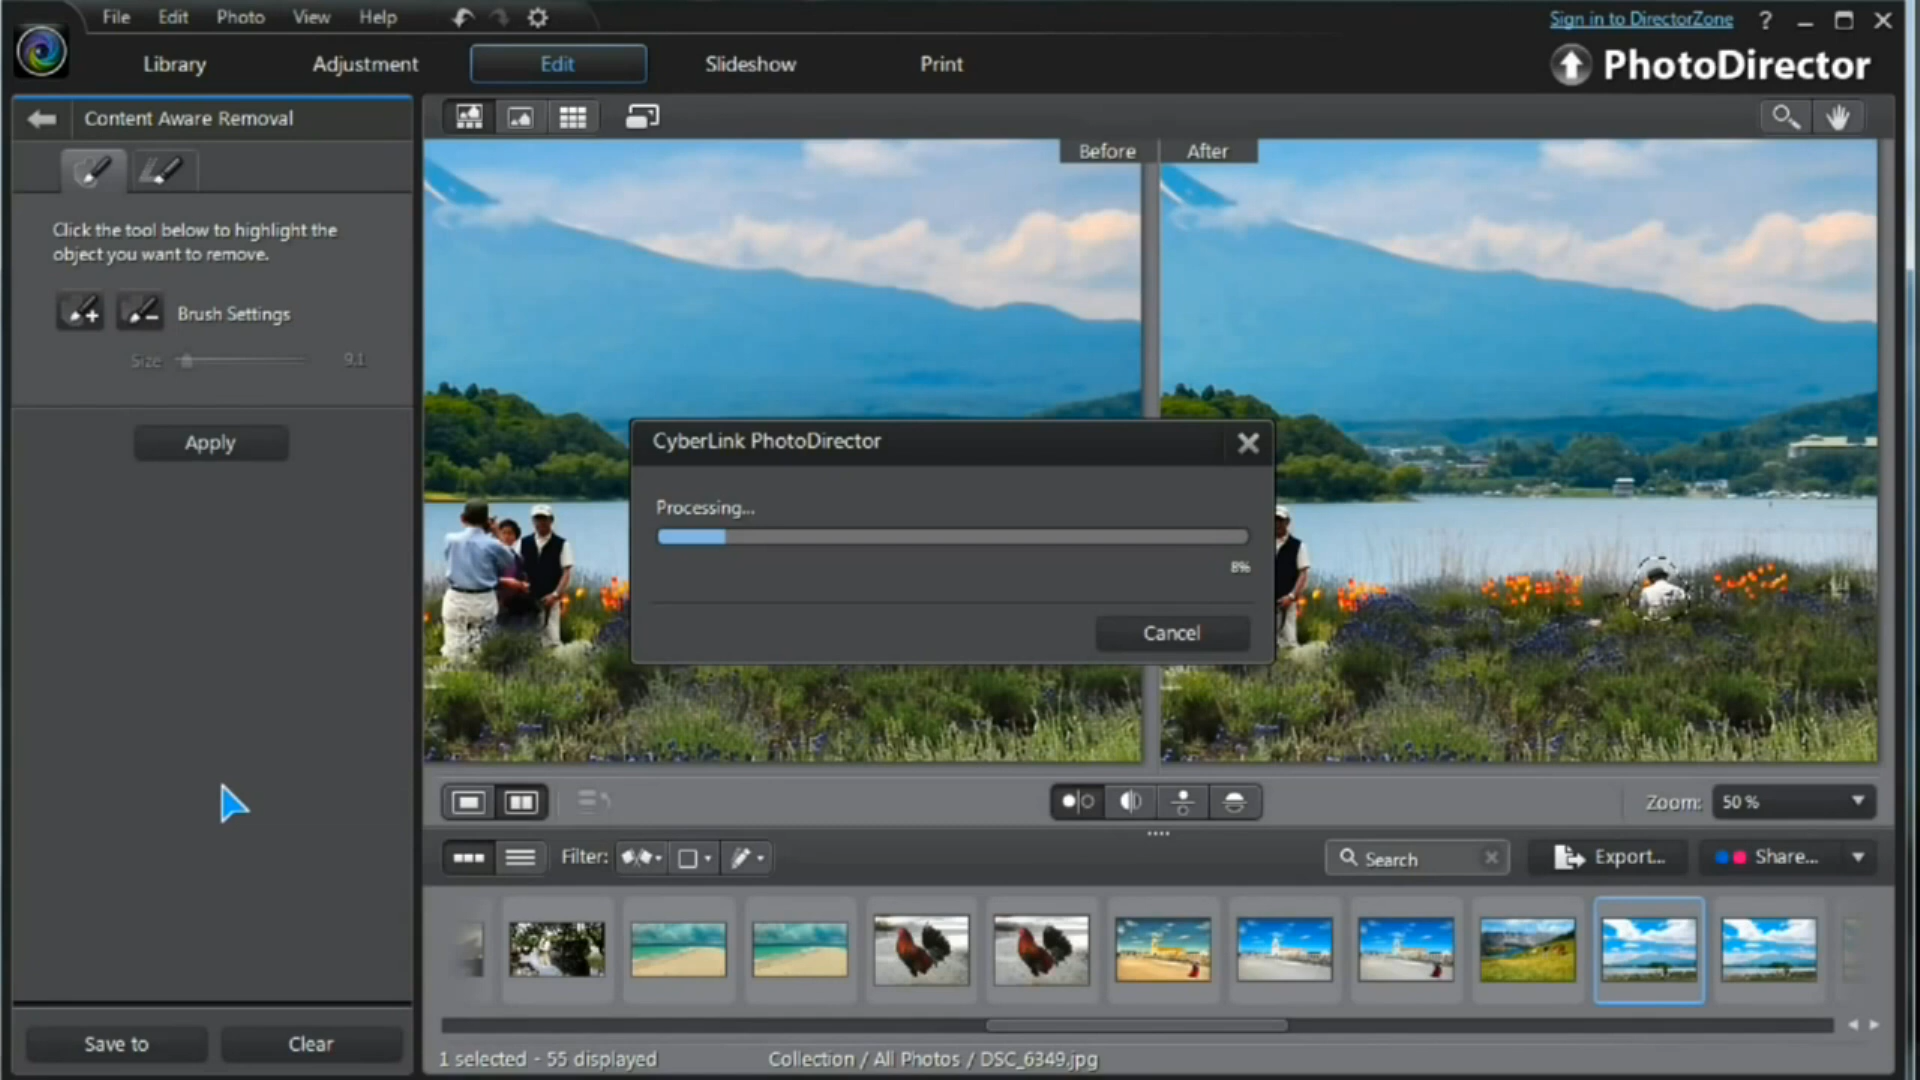 File Edit Photo View Help
Sign in to DirectorZone ?
Library Adjustment Edit Slideshow Print
PhotoDirector
Content Aware Removal
Before After
Click the tool below to highlight the
object you want to remove.
Brush Settings
Size 9.1
Apply
CyberLink PhotoDirector
Processing...
8%
Cancel
Zoom: 50 %
Filter:
Search
Export...
Share...
Save to Clear
1 selected - 55 displayed
Collection / All Photos / DSC_6349.jpg